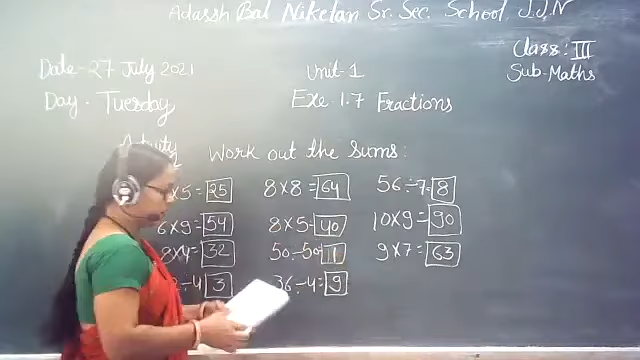 Adassh Bal Niketan Sr. Sec. School, JJN
Class: III
Date-27 July 2021 Unit-1 Sub-Maths
Day. Tuesday Exe. 1.7 Fractions
Work out the sums:
×5=25 8×8=64 56÷7=8
6×9=54 8×5=40 10×9=90
8×4=32 50÷50 1 9×7=63
÷4 3 36÷4=9